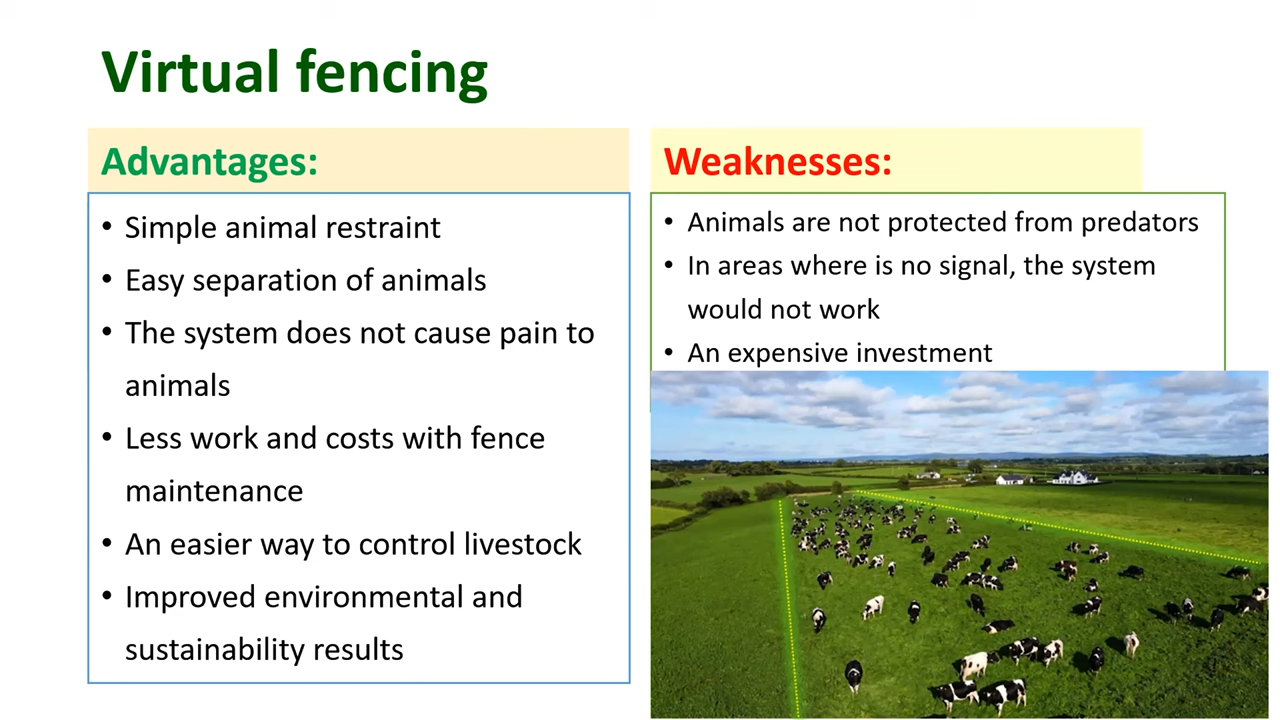 Virtual fencing
Advantages:
• Simple animal restraint
• Easy separation of animals
• The system does not cause pain to
animals
• Less work and costs with fence
maintenance
• An easier way to control livestock
• Improved environmental and
sustainability results
Weaknesses:
• Animals are not protected from predators
• In areas where is no signal, the system
would not work
• An expensive investment